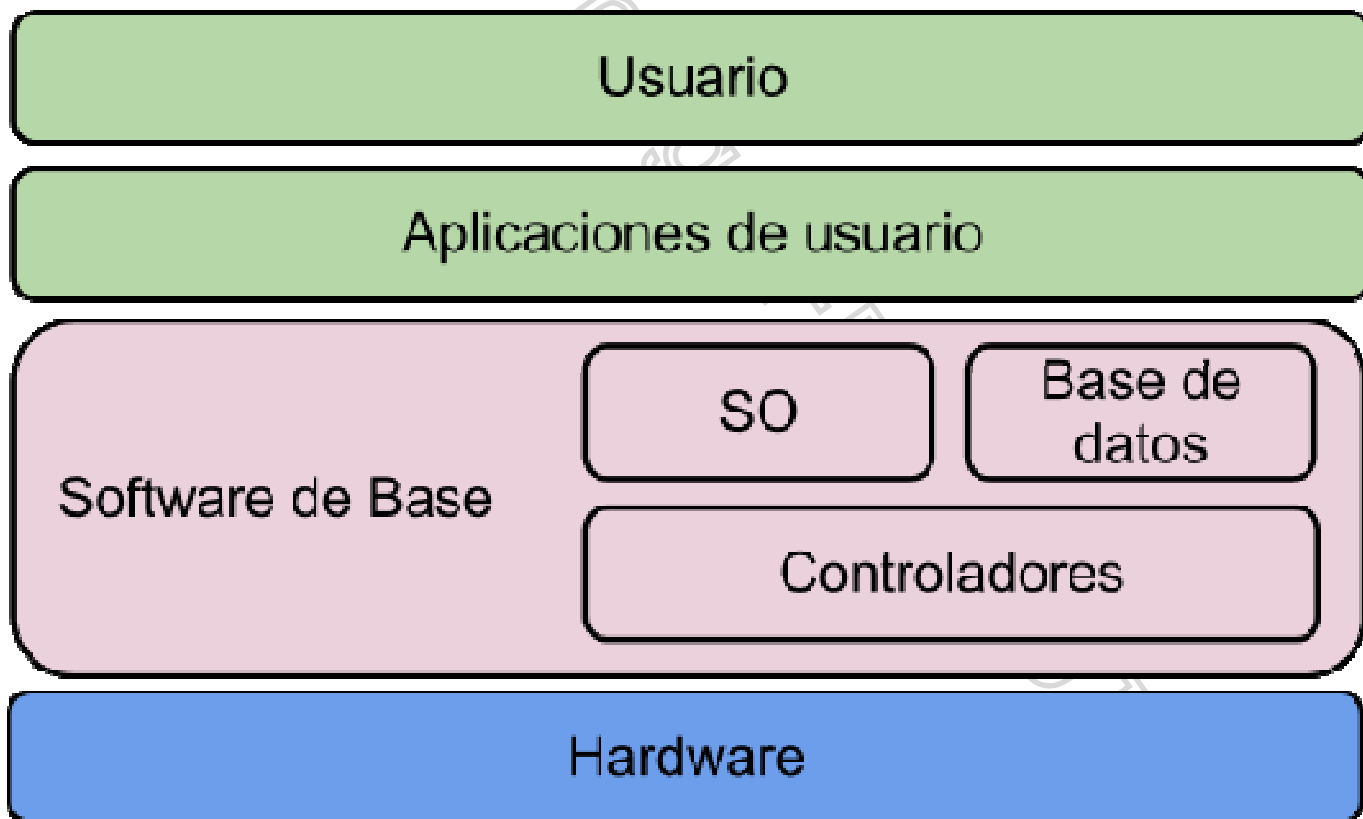 Usuario
Aplicaciones de usuario
SO
Base de
datos
Software de Base
Controladores
Hardware